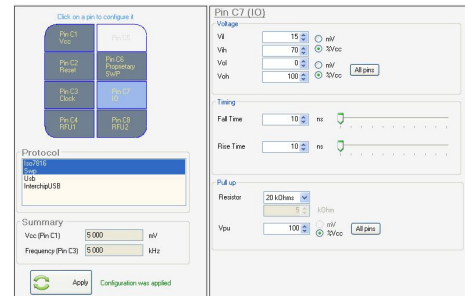 Click on a pin to configure it
Pin C1
Vcc
Pin C5
Pin C2
Reset
Pin C6
Proprietary
SWP
Pin C3
Clock
Pin C7
IO
Pin C4
RFU1
Pin C8
RFU2
Protocol
Iso7816
Swp
Usb
InterchipUSB
Summary
Vcc (Pin C1) 5 000 mV
Frequency (Pin C3) 5 000 kHz
Apply Configuration was applied
Pin C7 (IO)
Voltage
Vil 15 mV
Vih 70 %Vcc
Vol 0 mV
Voh 100 %Vcc All pins
Timing
Fall Time 10 ns
Rise Time 10 ns
Pull up
Resistor 20 kOhms
5 kOhm
Vpu 100 mV
%Vcc All pins